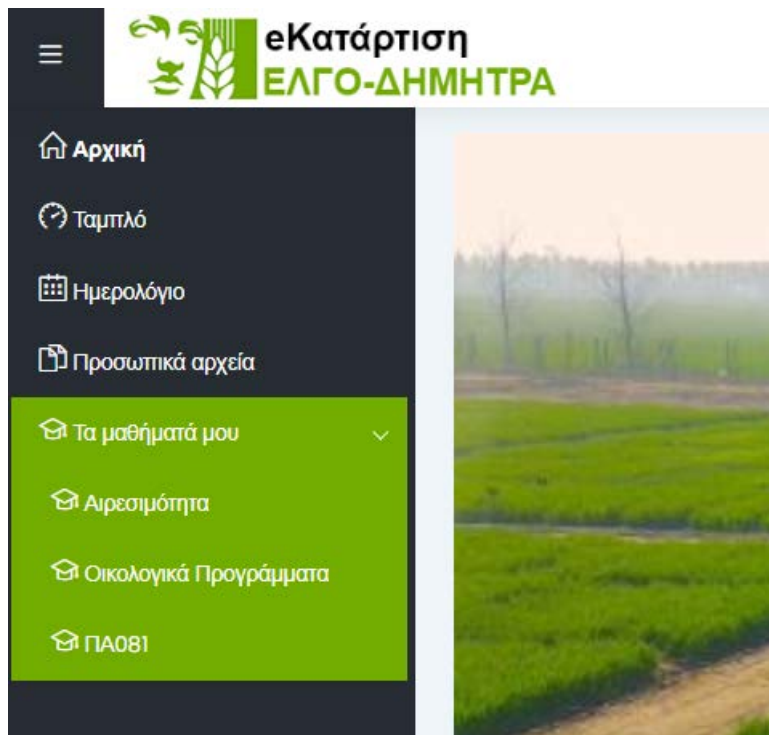 eΚατάρτιση
ΕΛΓΟ-ΔΗΜΗΤΡΑ
Αρχική
Ταμπλό
Ημερολόγιο
Προσωπικά αρχεία
Τα μαθήματά μου
Αιρεσιμότητα
Οικολογικά Προγράμματα
ΠΑ081